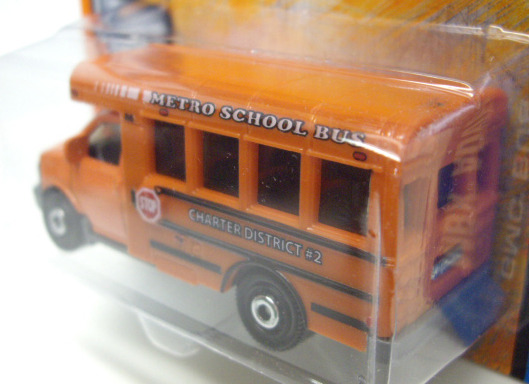 METRO SCHOOL BUS
STOP
CHARTER DISTRICT #2